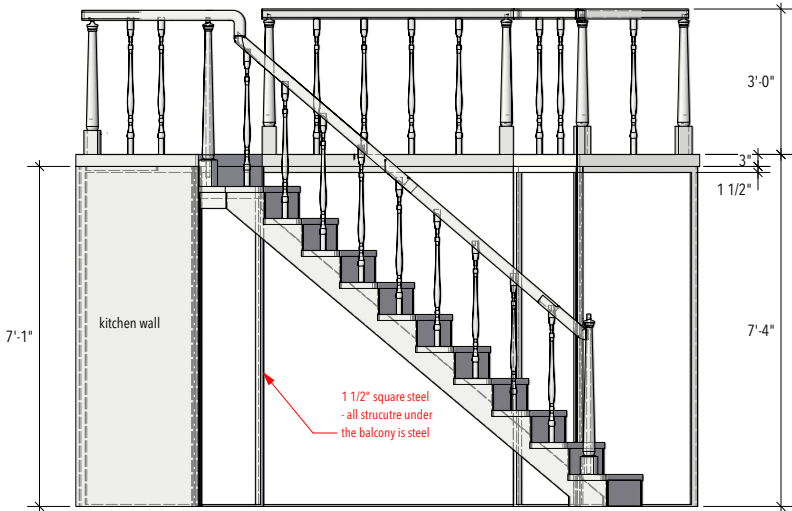 3'-0"
3"
1 1/2"
kitchen wall
7'-1"
7'-4"
1 1/2" square steel
- all strucutre under
the balcony is steel